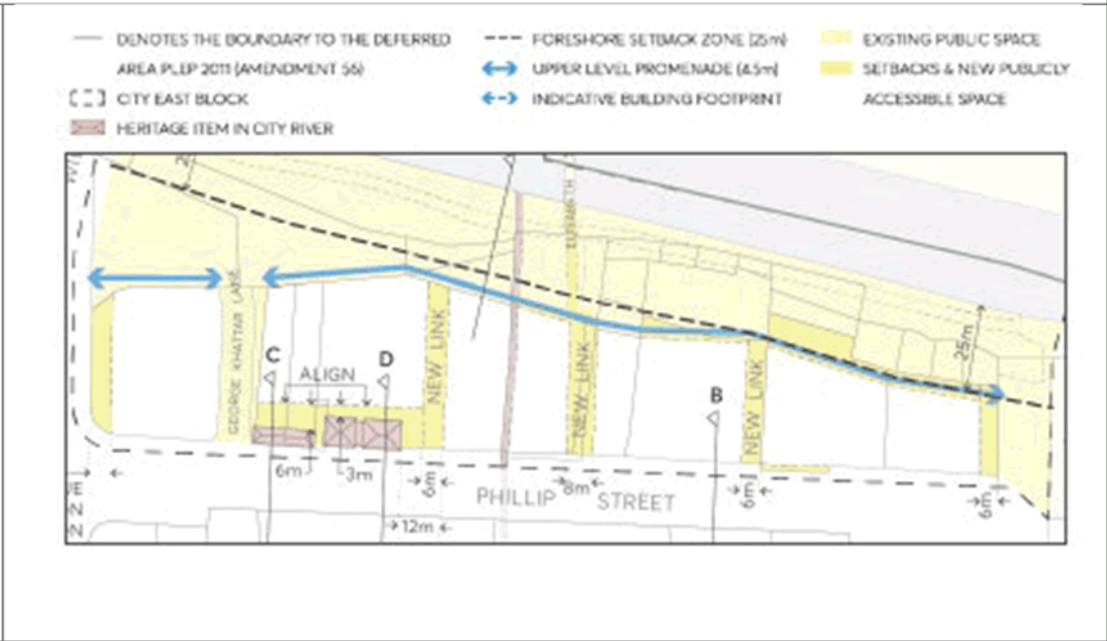 DENOTES THE BOUNDARY TO THE DEFERRED
AREA PLEP 2011 (AMENDMENT 56)
CITY EAST BLOCK
HERITAGE ITEM IN CITY RIVER
FORESHORE SETBACK ZONE (25m)
UPPER LEVEL PROMENADE (4.5m)
INDICATIVE BUILDING FOOTPRINT
EXISTING PUBLIC SPACE
SETBACKS & NEW PUBLICLY
ACCESSIBLE SPACE
GEORGE KHATTAR LANE
C
D
ALIGN
NEW LINK
NEW LINK
NEW LINK
B
25m
6m
3m
6m
8m
6m
6m
12m
PHILLIP STREET